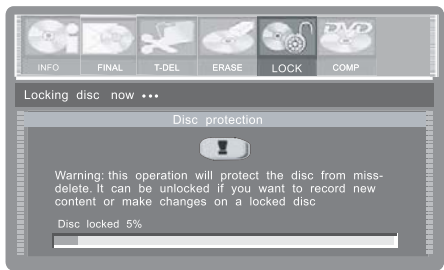 INFO FINAL T-DEL ERASE LOCK COMP
Locking disc now •••
Disc protection
Warning: this operation will protect the disc from miss-
delete. It can be unlocked if you want to record new
content or make changes on a locked disc
Disc locked 5%